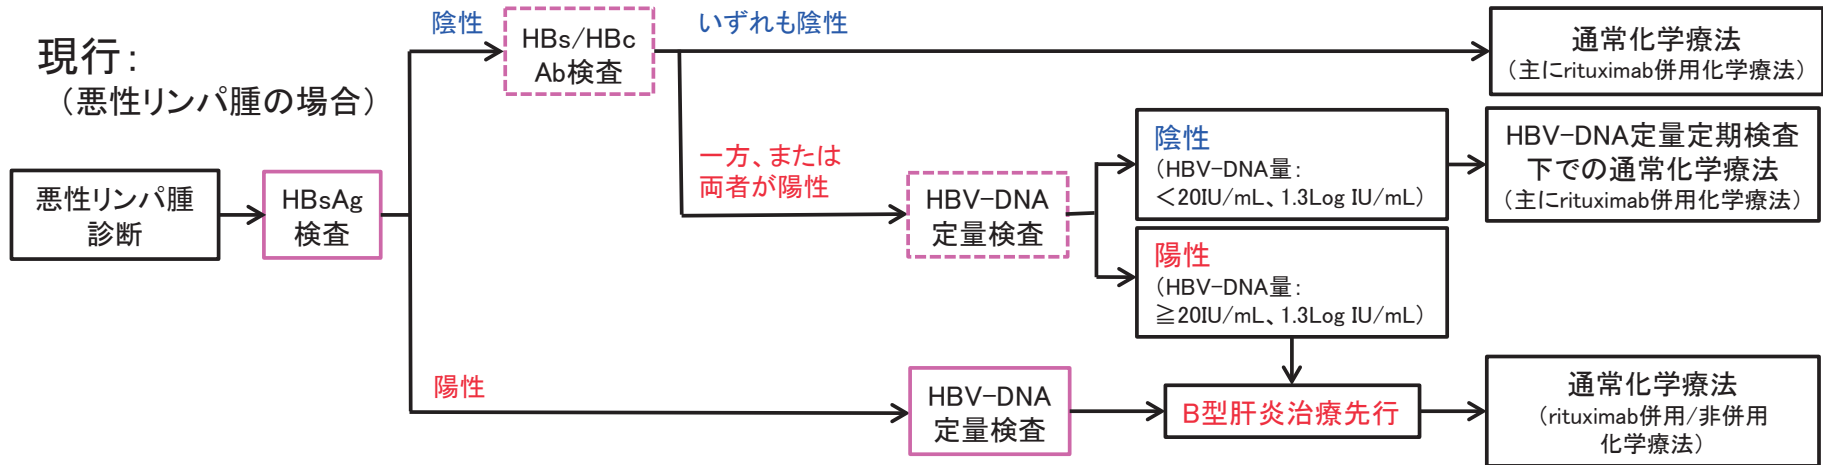 現行：
（悪性リンパ腫の場合）
悪性リンパ腫
診断
HBsAg
検査
陰性
HBs/HBc
Ab検査
いずれも陰性
通常化学療法
（主にrituximab併用化学療法）
一方、または
両者が陽性
HBV-DNA
定量検査
陰性
（HBV-DNA量：
＜20IU/mL、1.3Log IU/mL）
HBV-DNA定量定期検査
下での通常化学療法
（主にrituximab併用化学療法）
陽性
（HBV-DNA量：
≧20IU/mL、1.3Log IU/mL）
陽性
HBV-DNA
定量検査
B型肝炎治療先行
通常化学療法
（rituximab併用/非併用
化学療法）